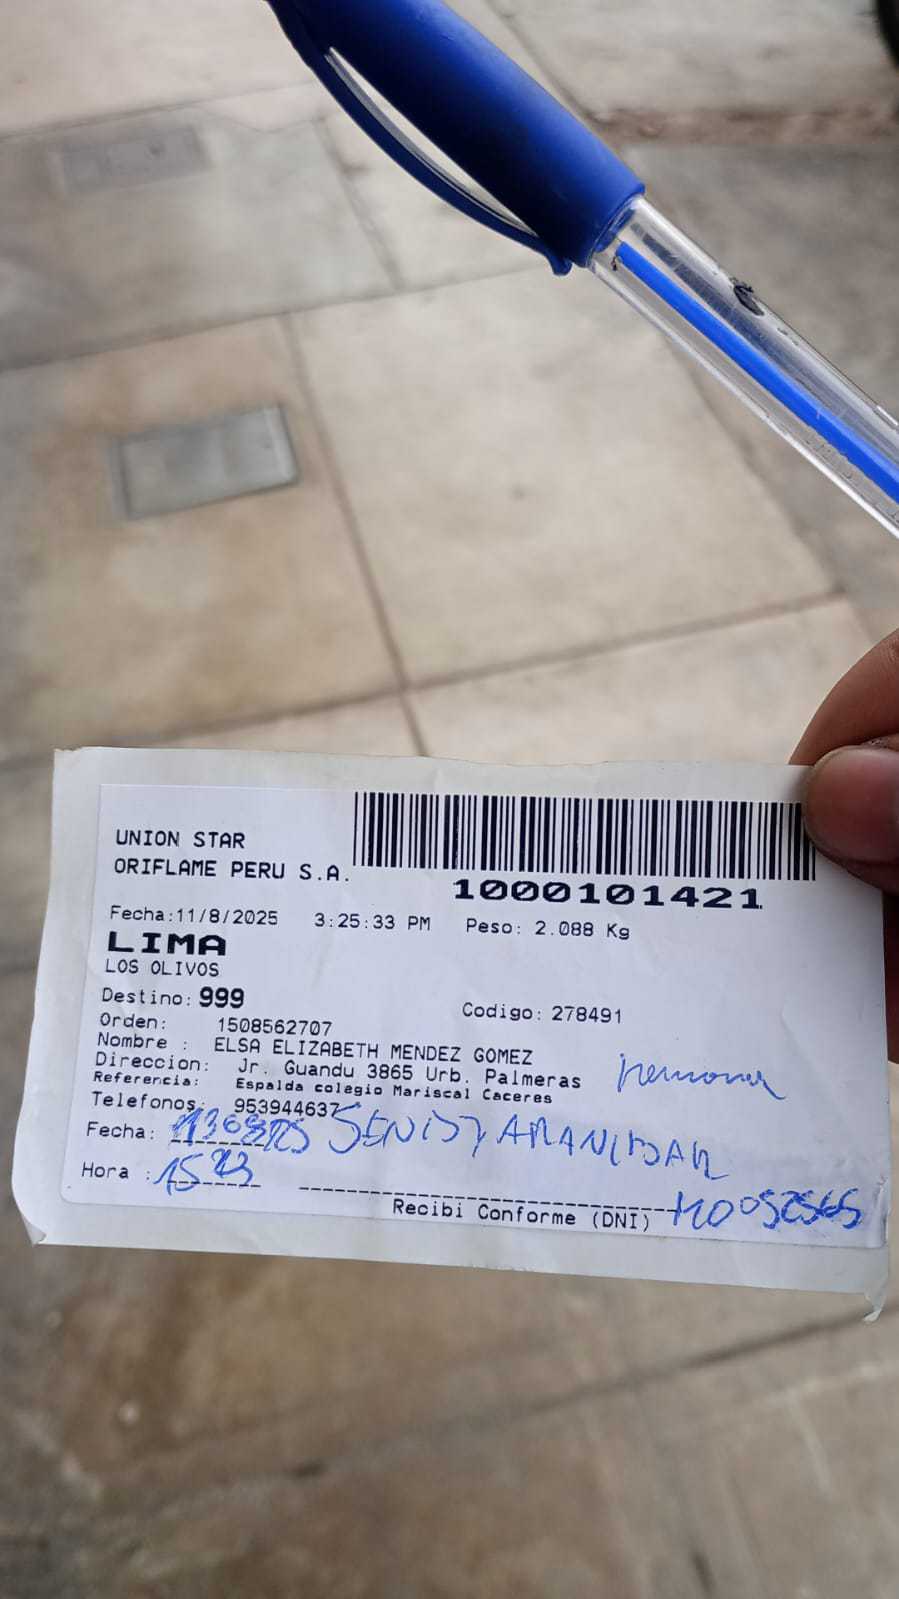 UNION STAR
ORIFLAME PERU S.A.
1000101421
Fecha:11/8/2025 3:25:33 PM Peso: 2.088 Kg
LIMA
LOS OLIVOS
Destino: 999 Codigo: 278491
Orden: 1508562707
Nombre : ELSA ELIZABETH MENDEZ GOMEZ
Direccion: Jr. Guandu 3865 Urb. Palmeras
Referencia: Espalda colegio Mariscal Caceres
Telefonos: 953944637
Fecha:
Hora :
Recibi Conforme (DNI)